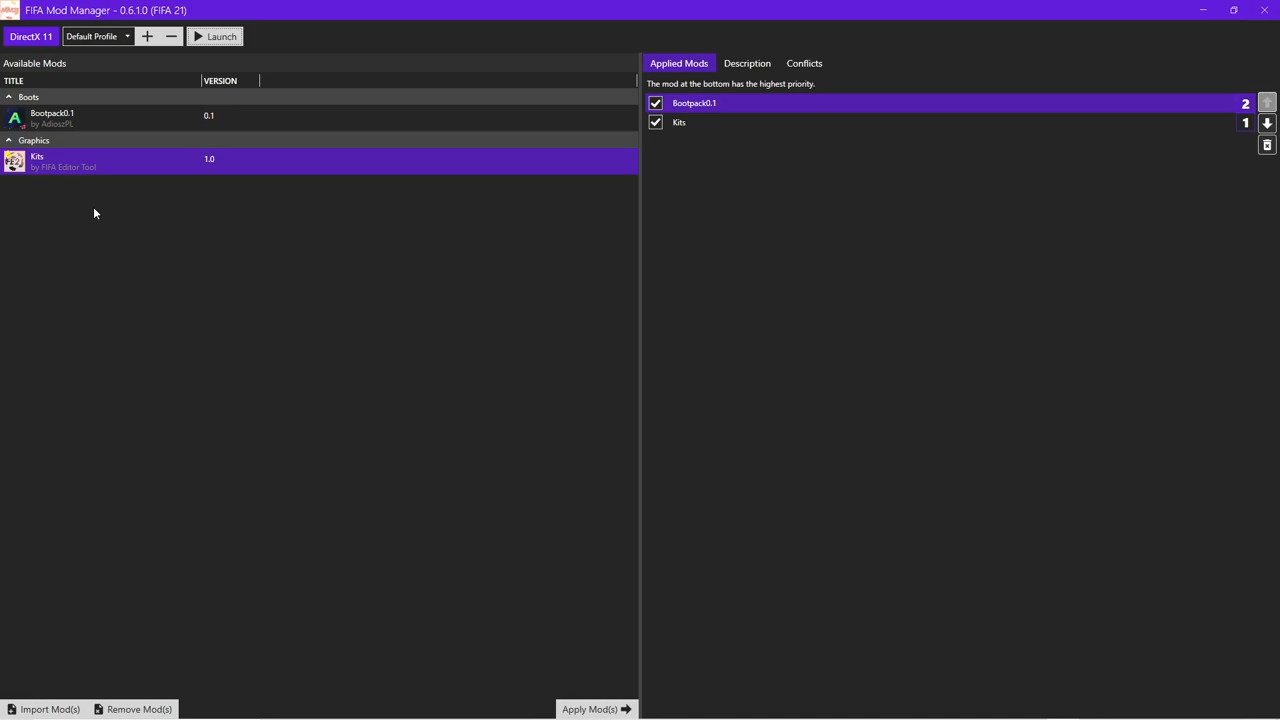 FIFA Mod Manager - 0.6.1.0 (FIFA 21)
DirectX 11
Default Profile
Launch
Available Mods
TITLE VERSION
Boots
Bootpack0.1 0.1
by AdioszPL
Graphics
Kits 1.0
by FIFA Editor Tool
Import Mod(s)
Remove Mod(s)
Apply Mod(s)
Applied Mods Description Conflicts
The mod at the bottom has the highest priority.
Bootpack0.1 2
Kits 1